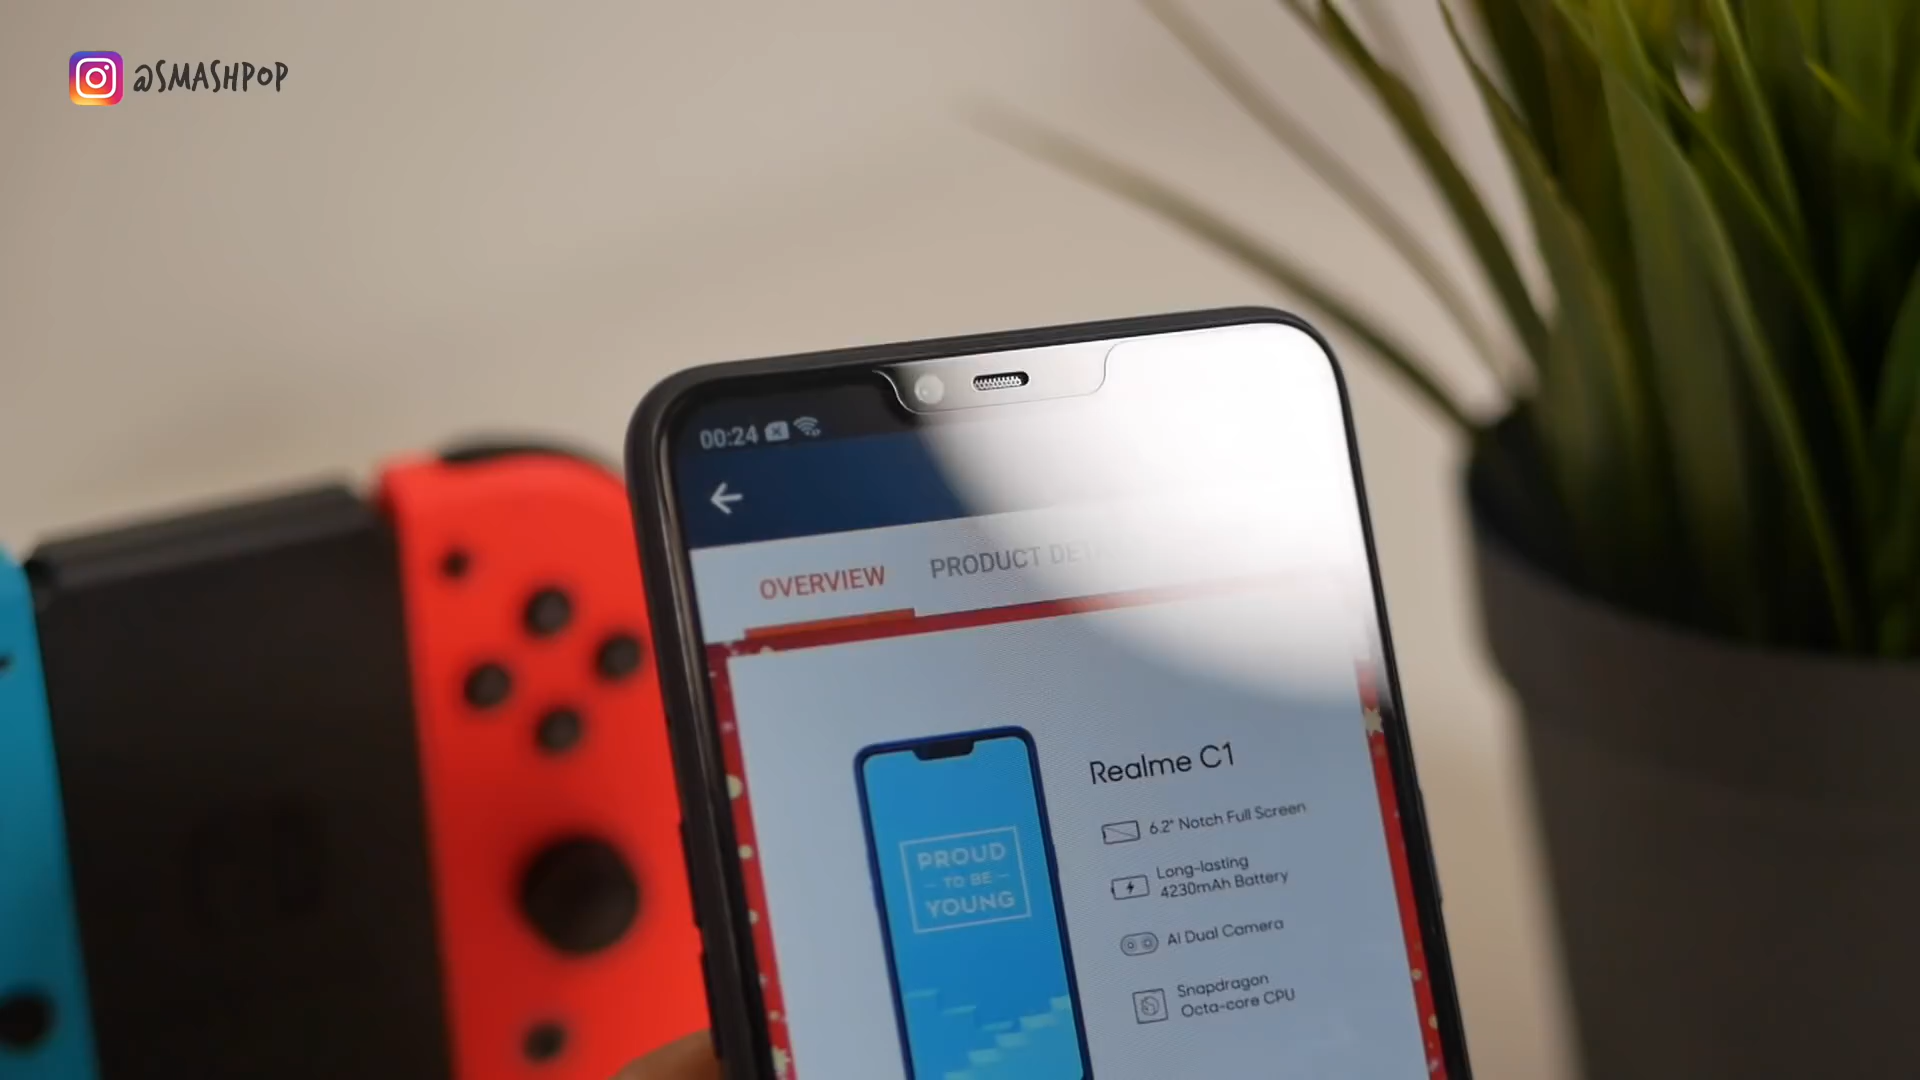 @SMASHPOP
00:24
OVERVIEW
PRODUCT
Realme C1
6.2" Notch Full Screen
Long-lasting
4230mAh Battery
AI Dual Camera
Snapdragon
Octa-core CPU
PROUD
TO BE
YOUNG